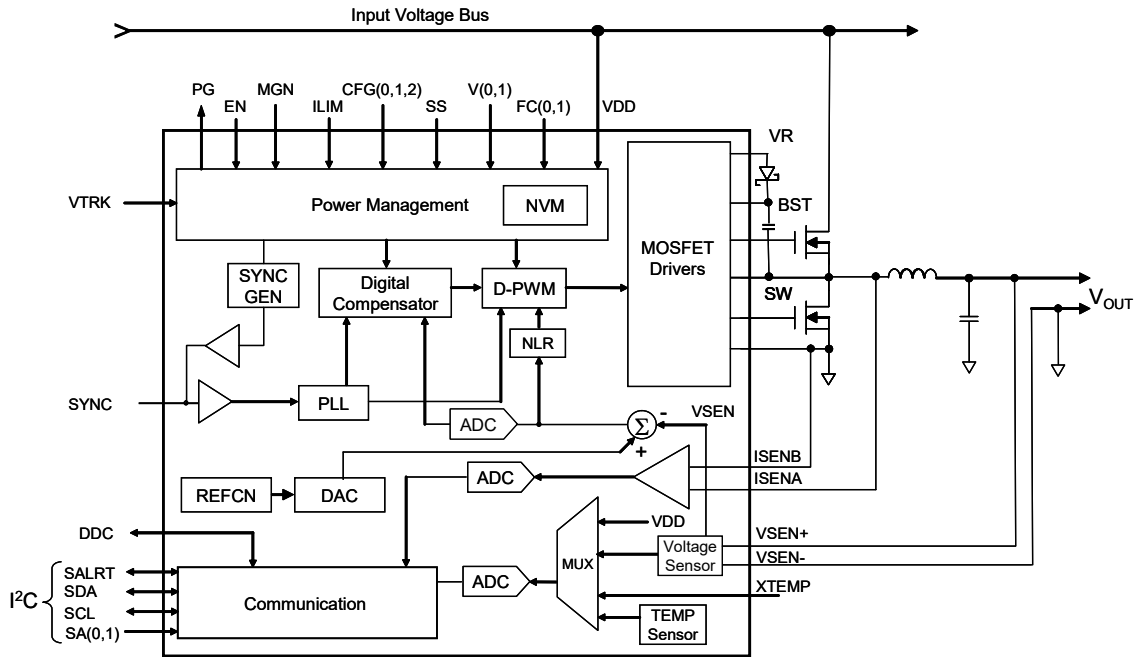 Input Voltage Bus
PG
EN
MGN
ILIM
CFG(0,1,2)
SS
V(0,1)
FC(0,1)
VDD
VR
VTRK
Power Management
NVM
BST
MOSFET
Drivers
SYNC
GEN
Digital
Compensator
D-PWM
SW
VOUT
NLR
SYNC
PLL
ADC
Σ
-
+
VSEN
ISENB
ISENA
ADC
REFCN
DAC
DDC
VDD
VSEN+
VSEN-
Voltage
Sensor
MUX
XTEMP
I²C
SALRT
SDA
SCL
SA(0,1)
Communication
ADC
TEMP
Sensor